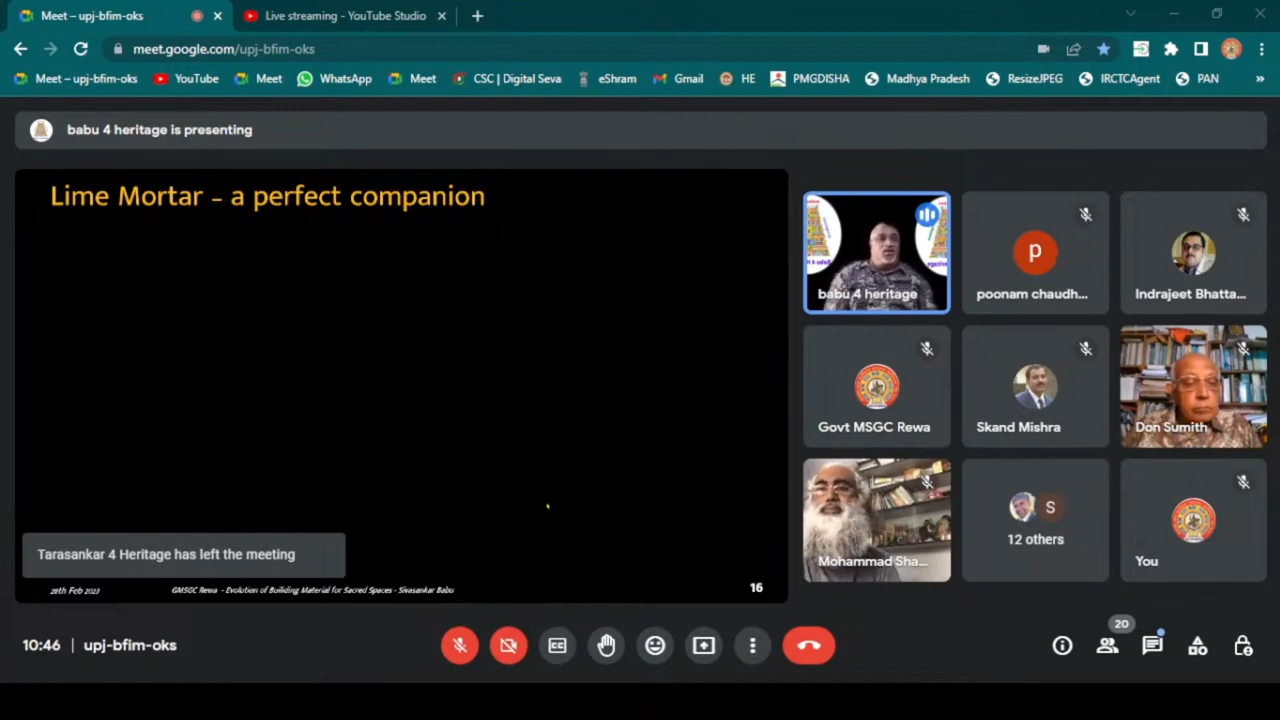 Meet – upj-bfim-oks
Live streaming - YouTube Studio
meet.google.com/upj-bfim-oks
Meet – upj-bfim-oks YouTube Meet WhatsApp Meet CSC | Digital Seva eShram Gmail HE PMGDISHA Madhya Pradesh ResizeJPEG IRCTCAgent PAN »
babu 4 heritage is presenting
Lime Mortar – a perfect companion
babu 4 heritage
p
poonam chaudh...
Indrajeet Bhatta...
Govt MSGC Rewa
Skand Mishra
Don Sumith
Mohammad Sha...
S
12 others
You
Tarasankar 4 Heritage has left the meeting
28th Feb 2023 GMSGC Rewa - Evolution of Builiding Material for Sacred Spaces - Sivasankar Babu 16
10:46 | upj-bfim-oks
20